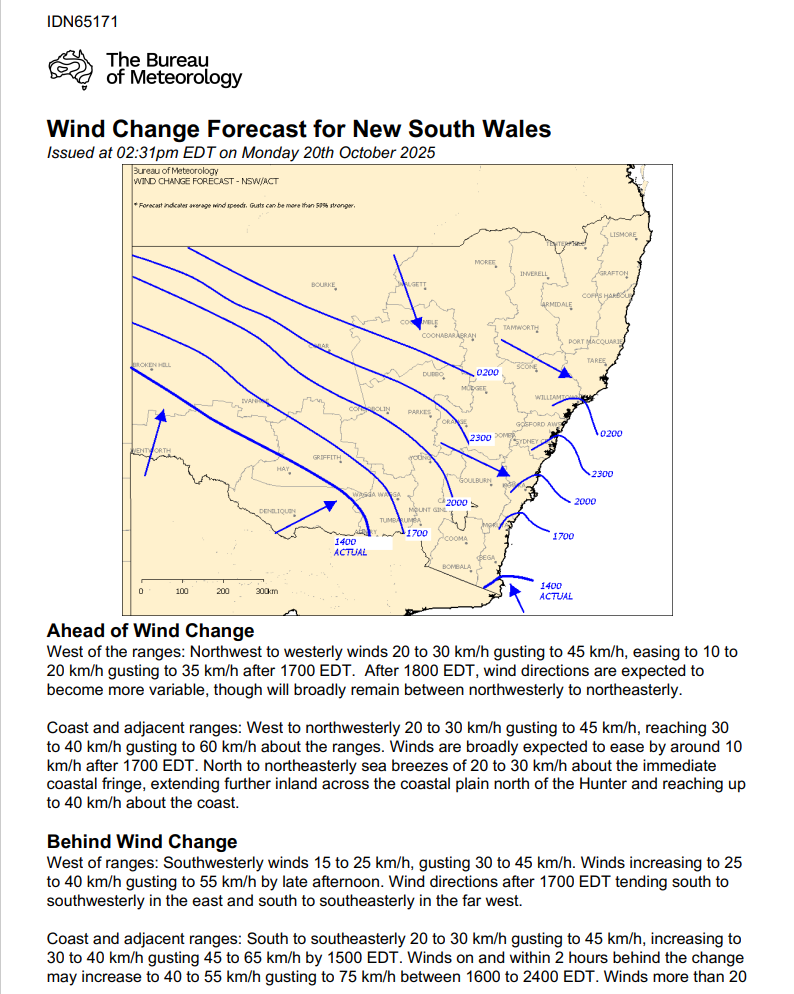 IDN65171
The Bureau
of Meteorology
Wind Change Forecast for New South Wales
Issued at 02:31pm EDT on Monday 20th October 2025
Bureau of Meteorology
WIND CHANGE FORECAST - NSW/ACT
* Forecast indicates average wind speeds. Gusts can be more than 50% stronger.
LISMORE
MOREE
INVERELL
GRAFTON
BOURKE
COFFS HARBOUR
ARMIDALE
TAMWORTH
COONABARABRAN
PORT MACQUARIE
TAREE
SCONE
BROKEN HILL
DUBBO
0200
MUDGEE
PARKES
0200
2300
GRIFFITH
HAY
2300
GOULBURN
WAGGA WAGGA
2000
2000
DENILIQUIN
TUMBARUMBA
1700
1700
COOMA
1400
ACTUAL
BEGA
BOMBALA
1400
ACTUAL
0 100 200 300km
Ahead of Wind Change
West of the ranges: Northwest to westerly winds 20 to 30 km/h gusting to 45 km/h, easing to 10 to
20 km/h gusting to 35 km/h after 1700 EDT.  After 1800 EDT, wind directions are expected to
become more variable, though will broadly remain between northwesterly to northeasterly.
Coast and adjacent ranges: West to northwesterly 20 to 30 km/h gusting to 45 km/h, reaching 30
to 40 km/h gusting to 60 km/h about the ranges. Winds are broadly expected to ease by around 10
km/h after 1700 EDT. North to northeasterly sea breezes of 20 to 30 km/h about the immediate
coastal fringe, extending further inland across the coastal plain north of the Hunter and reaching up
to 40 km/h about the coast.
Behind Wind Change
West of ranges: Southwesterly winds 15 to 25 km/h, gusting 30 to 45 km/h. Winds increasing to 25
to 40 km/h gusting to 55 km/h by late afternoon. Wind directions after 1700 EDT tending south to
southwesterly in the east and south to southeasterly in the far west.
Coast and adjacent ranges: South to southeasterly 20 to 30 km/h gusting to 45 km/h, increasing to
30 to 40 km/h gusting 45 to 65 km/h by 1500 EDT. Winds on and within 2 hours behind the change
may increase to 40 to 55 km/h gusting to 75 km/h between 1600 to 2400 EDT. Winds more than 20